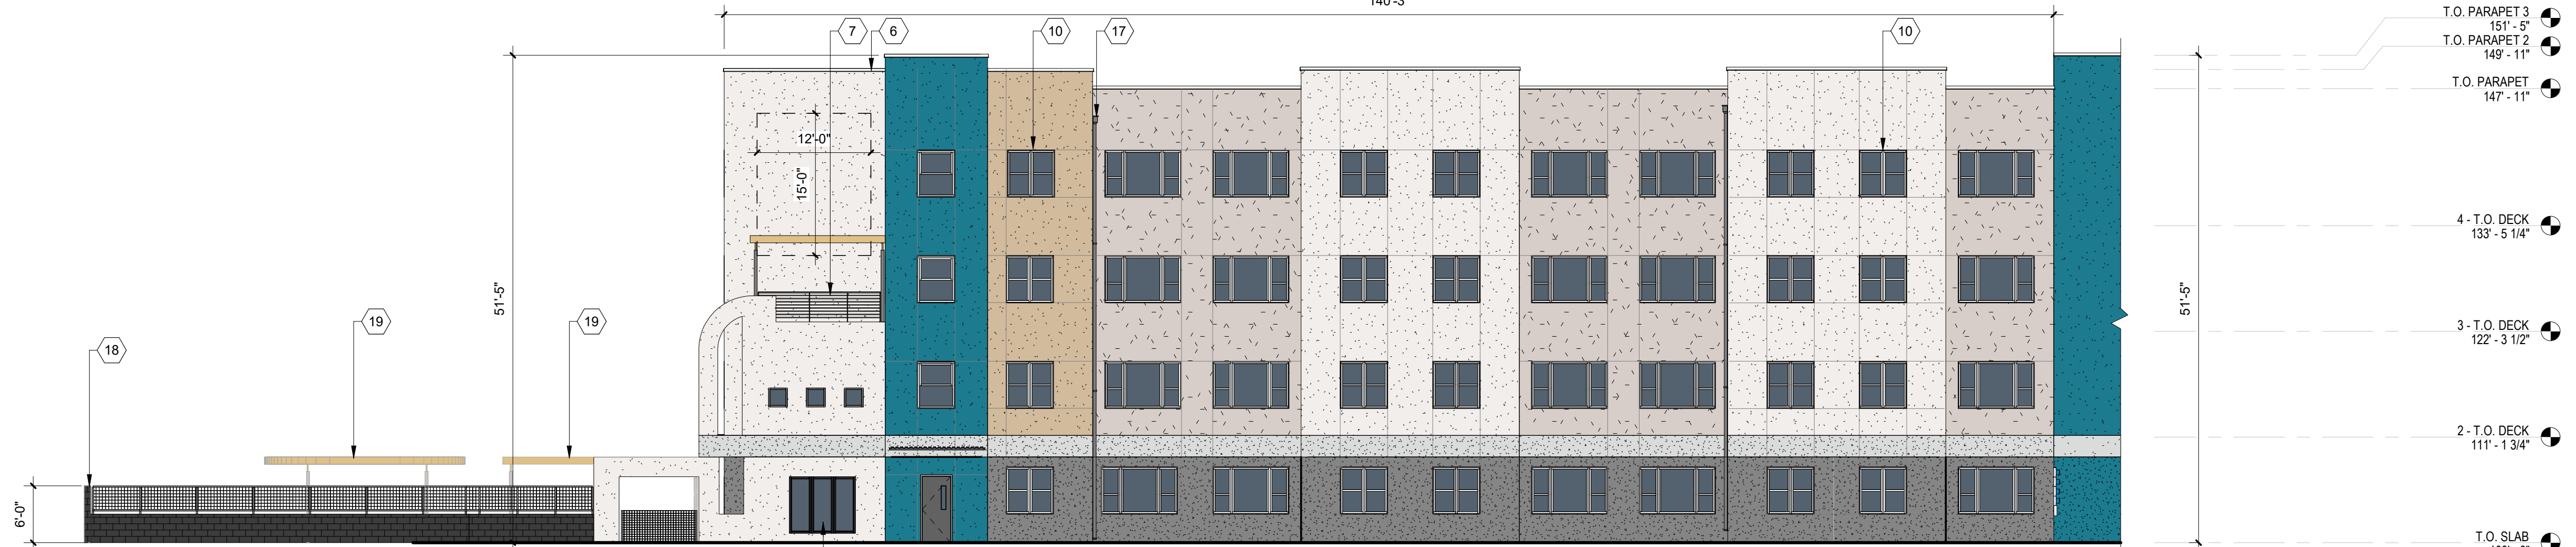 140'-3"
T.O. PARAPET 3
151' - 5"
T.O. PARAPET 2
149' - 11"
T.O. PARAPET
147' - 11"
7
6
10
17
10
12'-0"
15'-0"
4 - T.O. DECK
133' - 5 1/4"
51'-5"
51'-5"
19
19
18
3 - T.O. DECK
122' - 3 1/2"
2 - T.O. DECK
111' - 1 3/4"
6'-0"
T.O. SLAB